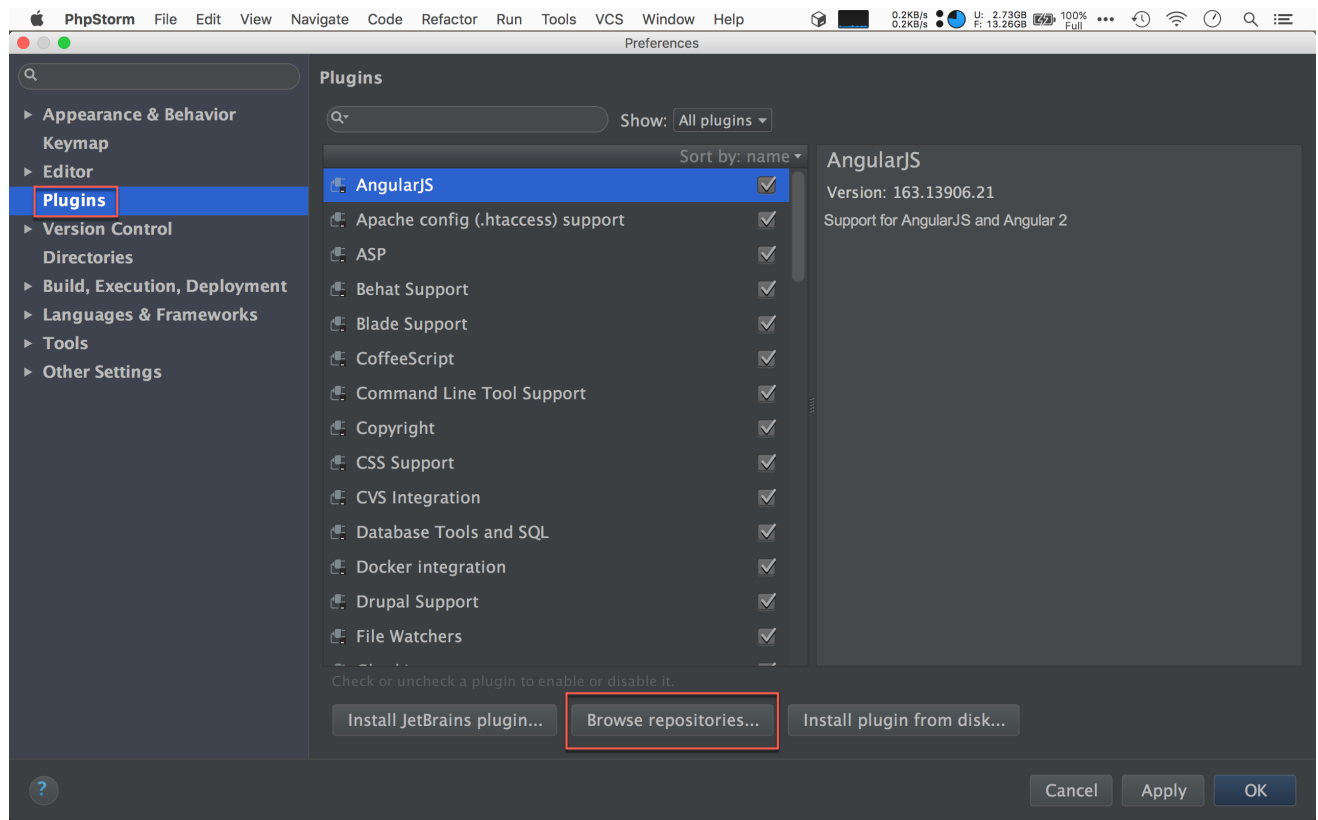 PhpStorm File Edit View Navigate Code Refactor Run Tools VCS Window Help 0.2KB/s U: 2.73GB 100%
0.2KB/s F: 13.26GB Full
Preferences
Appearance & Behavior
Keymap
Editor
Plugins
Version Control
Directories
Build, Execution, Deployment
Languages & Frameworks
Tools
Other Settings
Plugins
Show: All plugins
Sort by: name
AngularJS
Apache config (.htaccess) support
ASP
Behat Support
Blade Support
CoffeeScript
Command Line Tool Support
Copyright
CSS Support
CVS Integration
Database Tools and SQL
Docker integration
Drupal Support
File Watchers
Check or uncheck a plugin to enable or disable it.
Install JetBrains plugin...
Browse repositories...
Install plugin from disk...
AngularJS
Version: 163.13906.21
Support for AngularJS and Angular 2
?
Cancel
Apply
OK